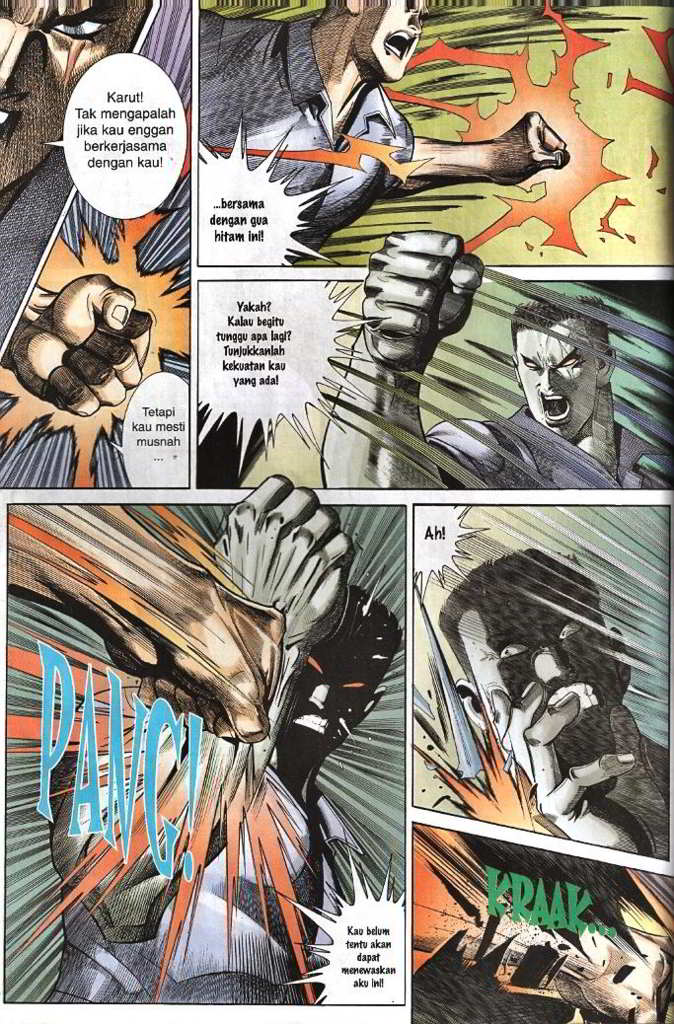 Karut!
Tak mengapalah
jika kau enggan
berkerjasama
dengan kau!
Tetapi
kau mesti
musnah
...
...bersama
dengan gua
hitam ini!
Yakah?
Kalau begitu
tunggu apa lagi?
Tunjukkanlah
kekuatan kau
yang ada!
PANG!
Kau belum
tentu akan
dapat
menewaskan
aku ini!
Ah!
KRAAK...